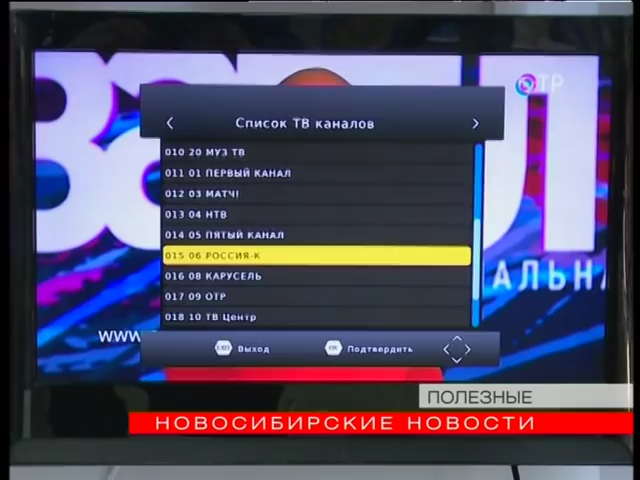 ОТР
Список ТВ каналов
010 20 МУЗ ТВ
011 01 ПЕРВЫЙ КАНАЛ
012 03 МАТЧ!
013 04 НТВ
014 05 ПЯТЫЙ КАНАЛ
015 06 РОССИЯ-К
016 08 КАРУСЕЛЬ
017 09 ОТР
018 10 ТВ Центр
АЛЬНА
www.
EXIT Выход
OK Подтвердить
ПОЛЕЗНЫЕ
НОВОСИБИРСКИЕ НОВОСТИ